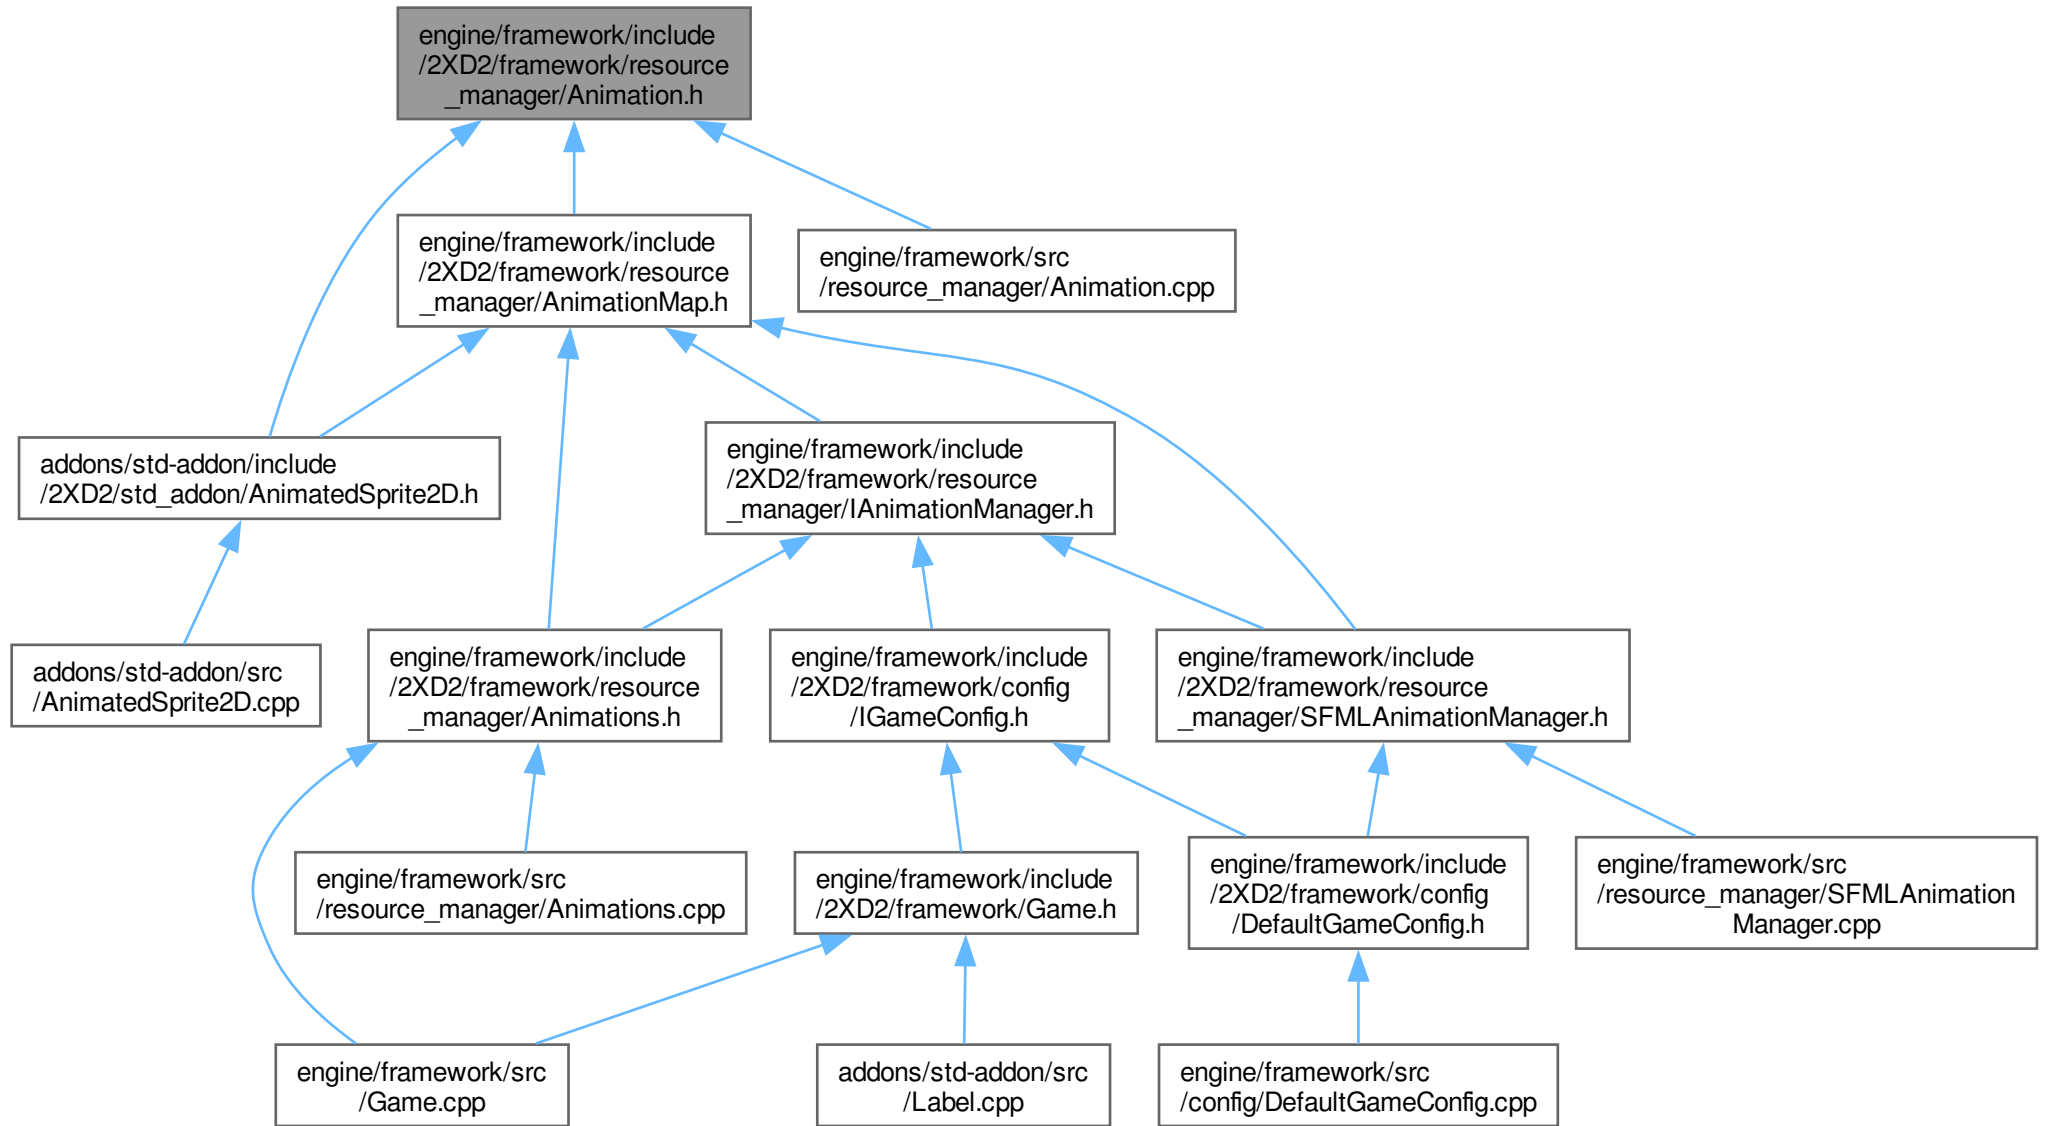 engine/framework/include
/2XD2/framework/resource
_manager/Animation.h
engine/framework/include
/2XD2/framework/resource
_manager/AnimationMap.h
engine/framework/src
/resource_manager/Animation.cpp
addons/std-addon/include
/2XD2/std_addon/AnimatedSprite2D.h
engine/framework/include
/2XD2/framework/resource
_manager/IAnimationManager.h
addons/std-addon/src
/AnimatedSprite2D.cpp
engine/framework/include
/2XD2/framework/resource
_manager/Animations.h
engine/framework/include
/2XD2/framework/config
/IGameConfig.h
engine/framework/include
/2XD2/framework/resource
_manager/SFMLAnimationManager.h
engine/framework/src
/resource_manager/Animations.cpp
engine/framework/include
/2XD2/framework/Game.h
engine/framework/include
/2XD2/framework/config
/DefaultGameConfig.h
engine/framework/src
/resource_manager/SFMLAnimation
Manager.cpp
engine/framework/src
/Game.cpp
addons/std-addon/src
/Label.cpp
engine/framework/src
/config/DefaultGameConfig.cpp